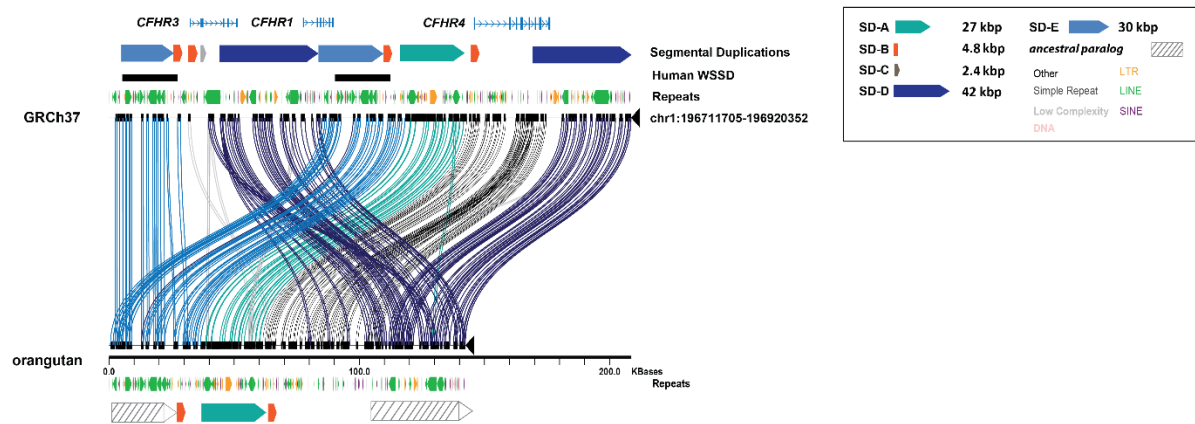 CFHR3 CFHR1 CFHR4
Segmental Duplications
Human WSSD
Repeats
GRCh37 chr1:196711705-196920352
orangutan
0.0 100.0 200.0 KBases
Repeats
SD-A 27 kbp SD-E 30 kbp
SD-B 4.8 kbp ancestral paralog
SD-C 2.4 kbp Other LTR
Simple Repeat LINE
SD-D 42 kbp Low Complexity SINE
DNA